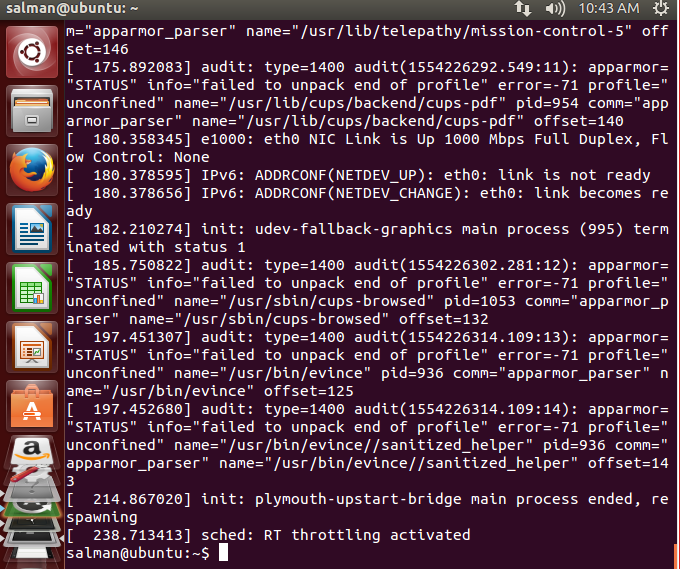 salman@ubuntu: ~
10:43 AM
m="apparmor_parser" name="/usr/lib/telepathy/mission-control-5" off
set=146
[  175.892083] audit: type=1400 audit(1554226292.549:11): apparmor=
"STATUS" info="failed to unpack end of profile" error=-71 profile="
unconfined" name="/usr/lib/cups/backend/cups-pdf" pid=954 comm="app
armor_parser" name="/usr/lib/cups/backend/cups-pdf" offset=140
[  180.358345] e1000: eth0 NIC Link is Up 1000 Mbps Full Duplex, Fl
ow Control: None
[  180.378595] IPv6: ADDRCONF(NETDEV_UP): eth0: link is not ready
[  180.378656] IPv6: ADDRCONF(NETDEV_CHANGE): eth0: link becomes re
ady
[  182.210274] init: udev-fallback-graphics main process (995) term
inated with status 1
[  185.750822] audit: type=1400 audit(1554226302.281:12): apparmor=
"STATUS" info="failed to unpack end of profile" error=-71 profile="
unconfined" name="/usr/sbin/cups-browsed" pid=1053 comm="apparmor_p
arser" name="/usr/sbin/cups-browsed" offset=132
[  197.451307] audit: type=1400 audit(1554226314.109:13): apparmor=
"STATUS" info="failed to unpack end of profile" error=-71 profile="
unconfined" name="/usr/bin/evince" pid=936 comm="apparmor_parser" n
ame="/usr/bin/evince" offset=125
[  197.452680] audit: type=1400 audit(1554226314.109:14): apparmor=
"STATUS" info="failed to unpack end of profile" error=-71 profile="
unconfined" name="/usr/bin/evince//sanitized_helper" pid=936 comm="
apparmor_parser" name="/usr/bin/evince//sanitized_helper" offset=14
3
[  214.867020] init: plymouth-upstart-bridge main process ended, re
spawning
[  238.713413] sched: RT throttling activated
salman@ubuntu:~$